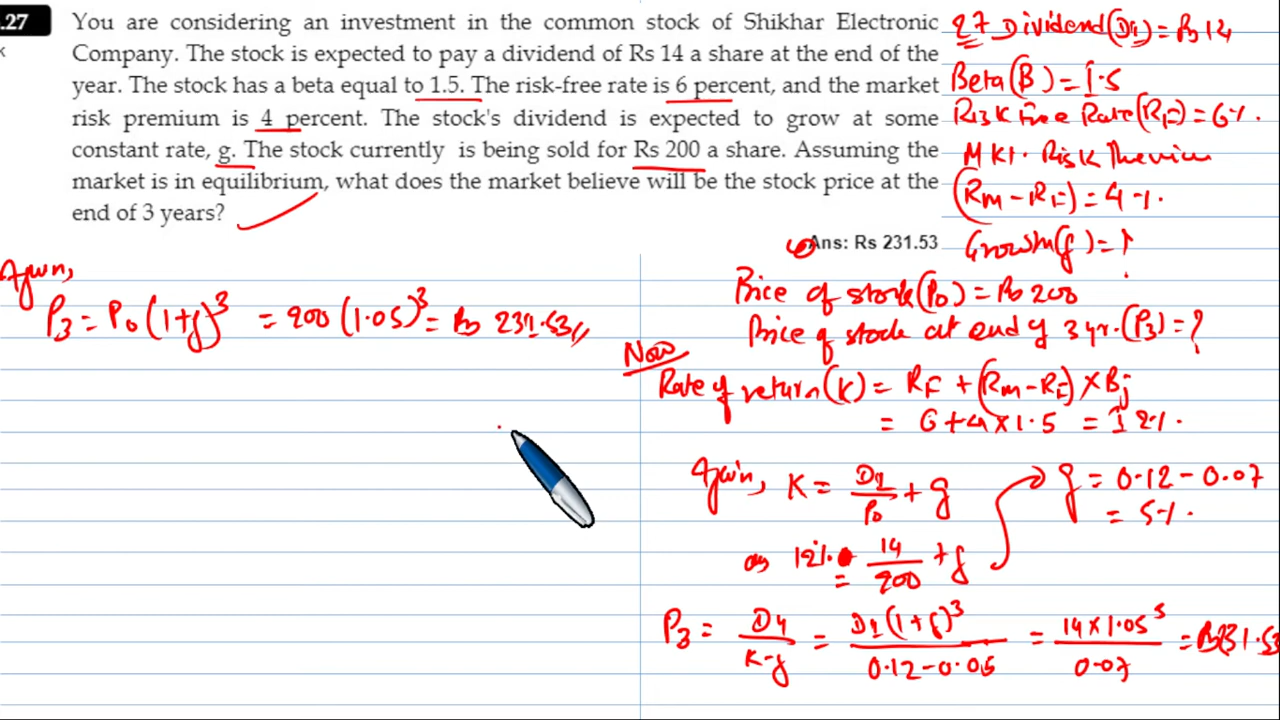 .27
You are considering an investment in the common stock of Shikhar Electronic
Company. The stock is expected to pay a dividend of Rs 14 a share at the end of the
year. The stock has a beta equal to 1.5. The risk-free rate is 6 percent, and the market
risk premium is 4 percent. The stock's dividend is expected to grow at some
constant rate, g. The stock currently is being sold for Rs 200 a share. Assuming the
market is in equilibrium, what does the market believe will be the stock price at the
end of 3 years?
Ans: Rs 231.53
27 Dividend(D1) = Rs 14
Beta(B) = 1.5
Risk Free Rate(RF) = 6%.
MKt. Risk
(RM - RF) = 4%.
Growth(g) = ?
Price of stock(P0) = Rs 200
Price of stock at end of 3 yr. (P3) = ?
Now
Rate of return(K) = RF + (RM - RF) × Bj
= 6 + 4 × 1.5 = 12%.
Again, K = D1/P0 + g
or 12% = 14/200 + g
g = 0.12 - 0.07
= 5%.
P3 = D4/K-g = D1(1+g)^3/0.12 - 0.05 = 14 × 1.05^3/0.07 = Rs 231.53
Again,
P3 = P0 (1+g)^3 = 200 (1.05)^3 = Rs 231.53//